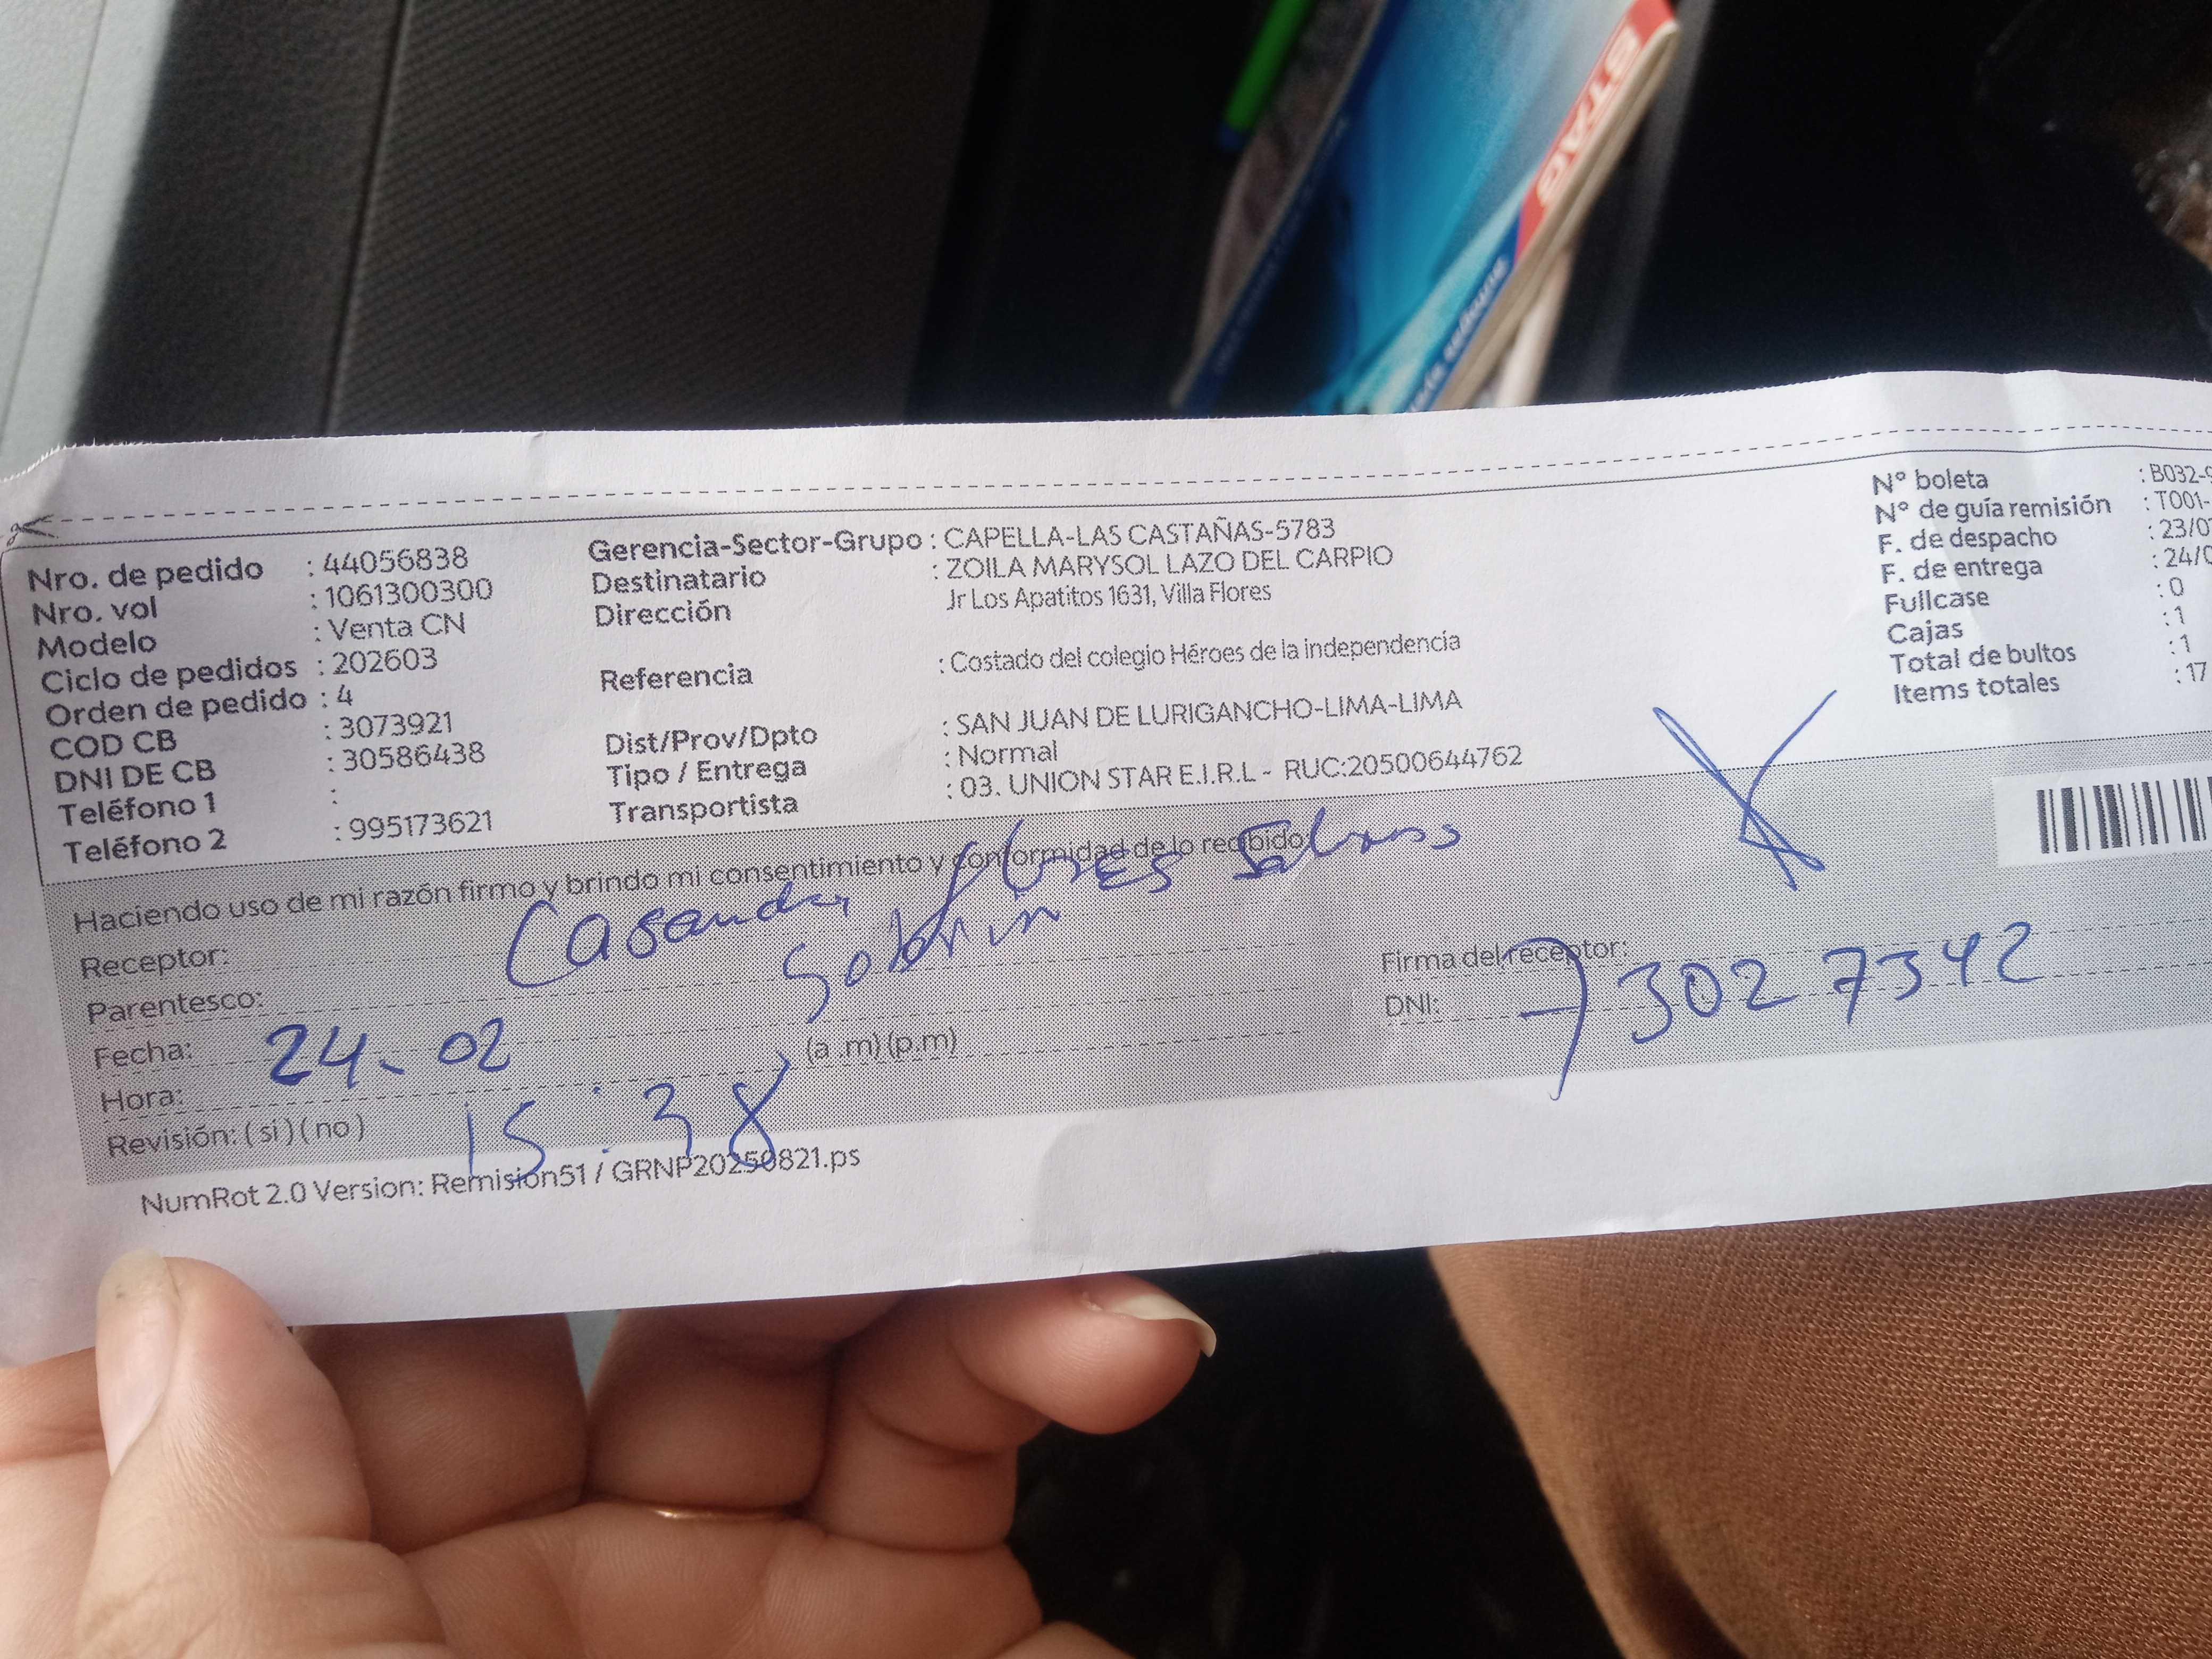 STAG
Nro. de pedido : 44056838
Nro. vol : 1061300300
Modelo : Venta CN
Ciclo de pedidos : 202603
Orden de pedido : 4
COD CB : 3073921
DNI DE CB : 30586438
Teléfono 1 :
Teléfono 2 : 995173621
Gerencia-Sector-Grupo : CAPELLA-LAS CASTAÑAS-5783
Destinatario : ZOILA MARYSOL LAZO DEL CARPIO
Dirección Jr Los Apatitos 1631, Villa Flores
Referencia : Costado del colegio Héroes de la independencia
Dist/Prov/Dpto : SAN JUAN DE LURIGANCHO-LIMA-LIMA
Tipo / Entrega : Normal
Transportista : 03. UNION STAR E.I.R.L - RUC:20500644762
N° boleta : B032-9
N° de guía remisión : T001-
F. de despacho : 23/0
F. de entrega : 24/0
Fullcase : 0
Cajas : 1
Total de bultos : 1
Items totales : 17
Haciendo uso de mi razón firmo y brindo mi consentimiento y conformidad de lo recibido
Receptor: Casandra flores
Parentesco: Sobrin
Fecha: 24. 02
Hora: 15:38 (a .m) (p.m)
Revisión: ( si ) ( no )
Firma del receptor:
DNI: 73027342
NumRot 2.0 Version: Remision51 / GRNP20250821.ps